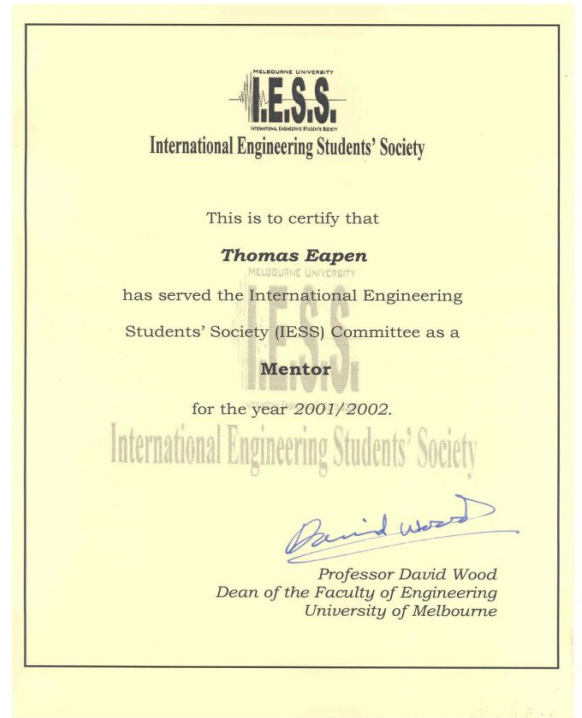 MELBOURNE UNIVERSITY
I.E.S.S.
INTERNATIONAL ENGINEERING STUDENTS SOCIETY
International Engineering Students' Society
This is to certify that
Thomas Eapen
MELBOURNE UNIVERSITY
has served the International Engineering
Students' Society (IESS) Committee as a
I.E.S.S.
Mentor
for the year 2001/2002.
International Engineering Students' Society
David Wood
Professor David Wood
Dean of the Faculty of Engineering
University of Melbourne